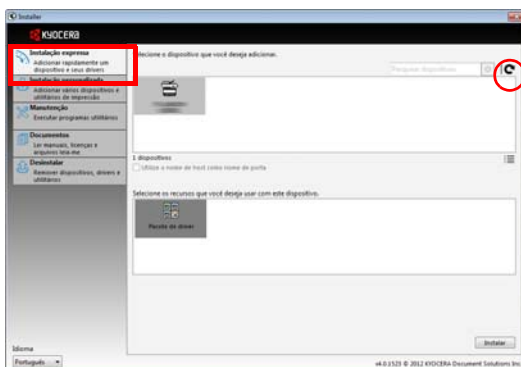 Installer
KYOCERA
Instalação expressa
Adicionar rapidamente um
dispositivo e seus drivers
Instalação personalizada
Adicionar vários dispositivos e
utilitários de impressão
Manutenção
Executar programas utilitários
Documentos
Ler manuais, licenças e
arquivos leia-me
Desinstalar
Remover dispositivos, drivers e
utilitários
Selecione o dispositivo que você deseja adicionar.
Pesquisar dispositivos
1 dispositivos
Utilize o nome de host como nome de porta
Selecione os recursos que você deseja usar com este dispositivo.
Pacote de driver
Instalar
Idioma
Português
v4.0.1525 © 2012 KYOCERA Document Solutions Inc.